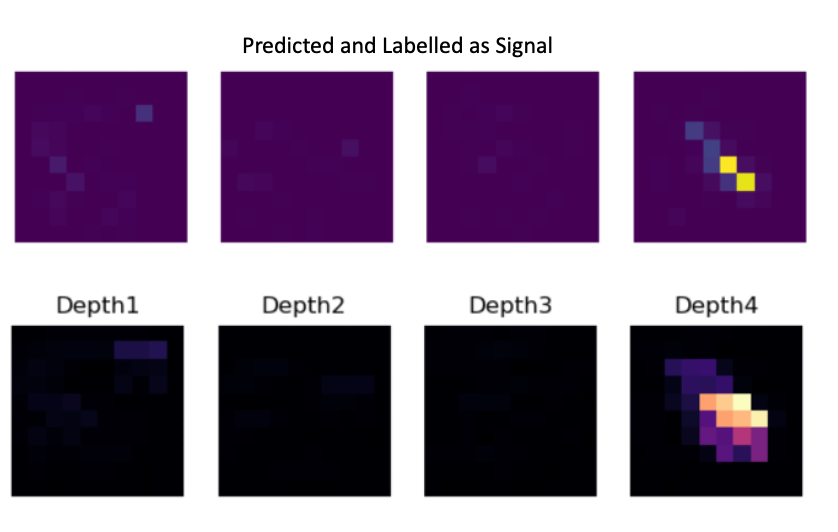 Predicted and Labelled as Signal
Depth1 Depth2 Depth3 Depth4